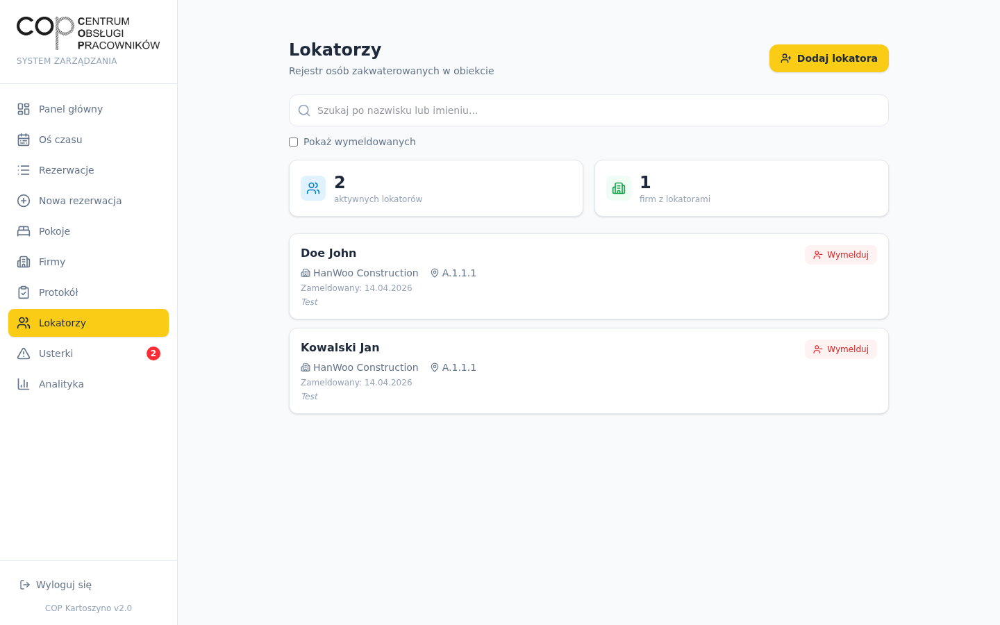 COP CENTRUM
OBSŁUGI
PRACOWNIKÓW
SYSTEM ZARZĄDZANIA
Panel główny
Oś czasu
Rezerwacje
Nowa rezerwacja
Pokoje
Firmy
Protokół
Lokatorzy
Usterki 2
Analityka
Wyloguj się
COP Kartoszyno v2.0
Lokatorzy
Rejestr osób zakwaterowanych w obiekcie
Dodaj lokatora
Szukaj po nazwisku lub imieniu...
Pokaż wymeldowanych
2
aktywnych lokatorów
1
firm z lokatorami
Doe John
Wymelduj
HanWoo Construction A.1.1.1
Zameldowany: 14.04.2026
Test
Kowalski Jan
Wymelduj
HanWoo Construction A.1.1.1
Zameldowany: 14.04.2026
Test